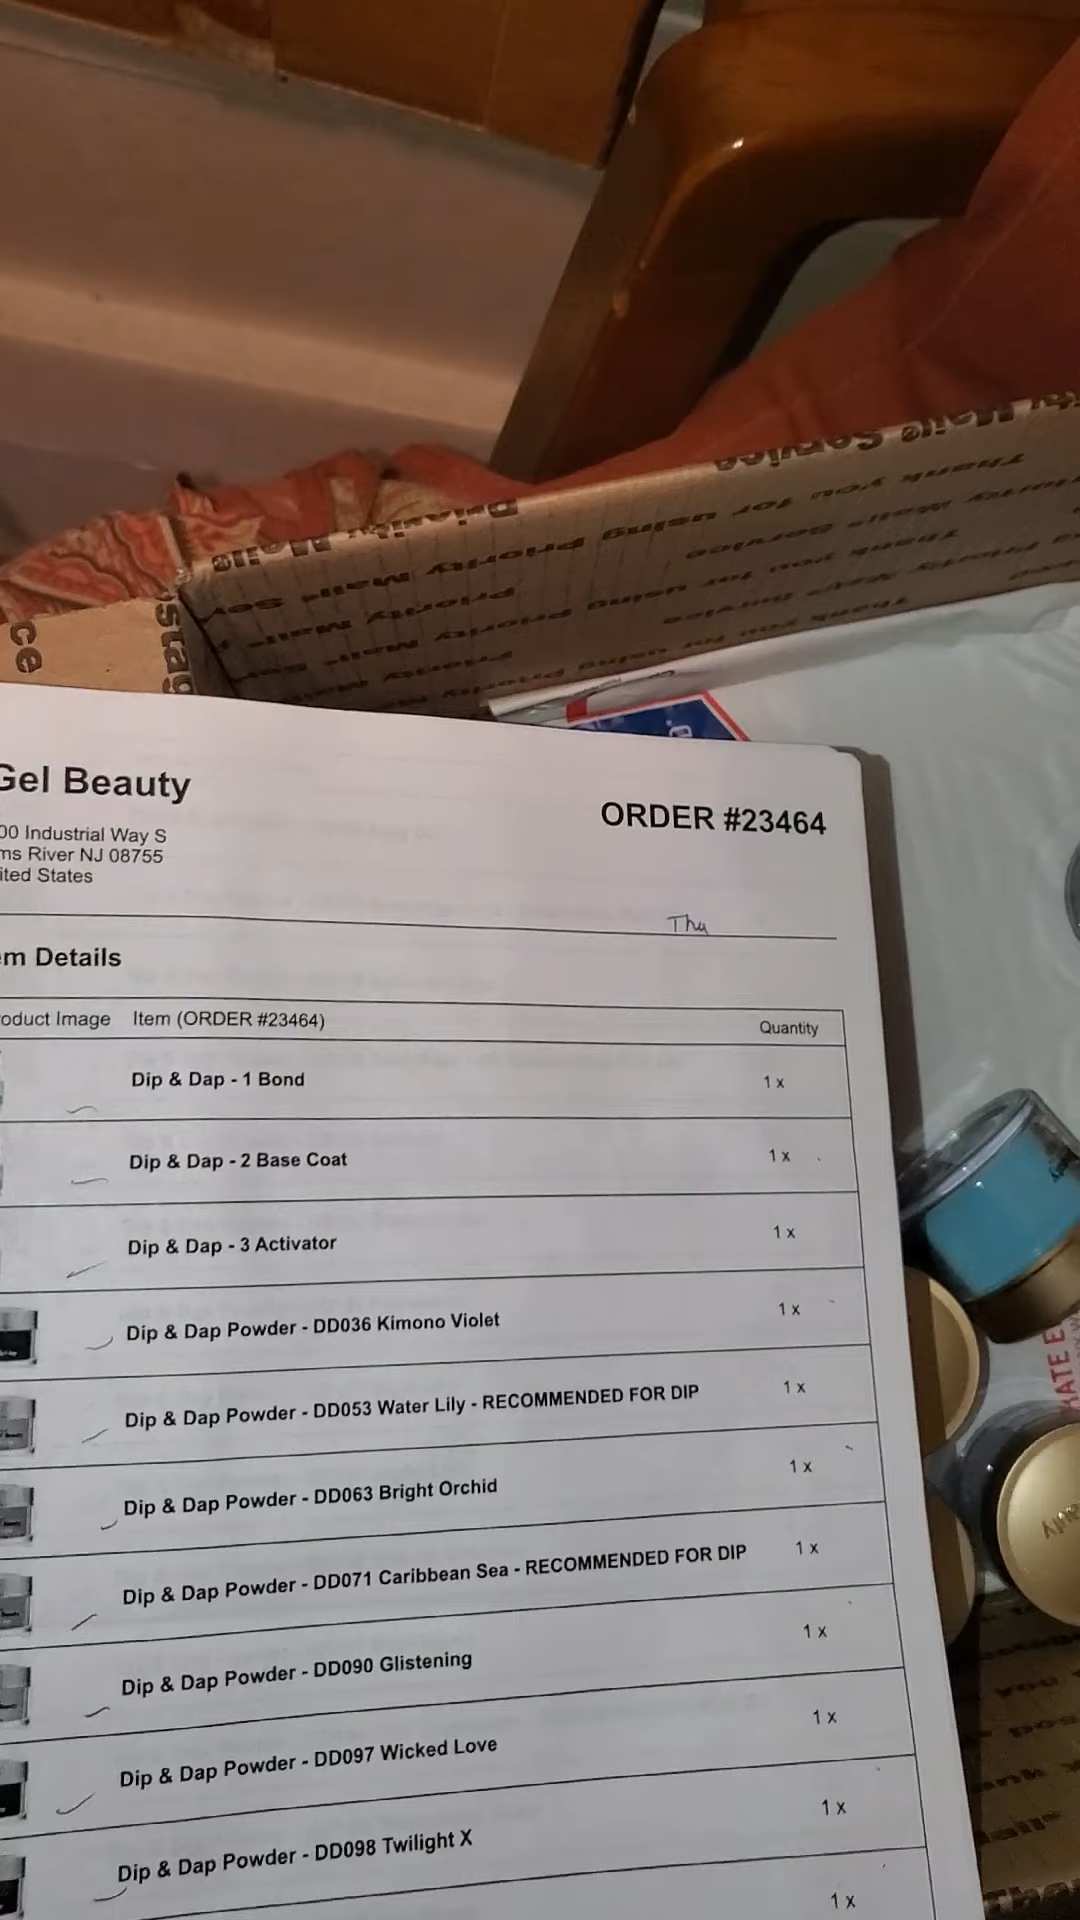 Priority Mail
Thank you for using Priority Mail Service
ce
Gel Beauty
ORDER #23464
00 Industrial Way S
ms River NJ 08755
ited States
Thu
em Details
oduct Image Item (ORDER #23464) Quantity
Dip & Dap - 1 Bond 1 x
Dip & Dap - 2 Base Coat 1 x
Dip & Dap - 3 Activator 1 x
Dip & Dap Powder - DD036 Kimono Violet 1 x
Dip & Dap Powder - DD053 Water Lily - RECOMMENDED FOR DIP 1 x
Dip & Dap Powder - DD063 Bright Orchid 1 x
Dip & Dap Powder - DD071 Caribbean Sea - RECOMMENDED FOR DIP 1 x
Dip & Dap Powder - DD090 Glistening 1 x
Dip & Dap Powder - DD097 Wicked Love 1 x
Dip & Dap Powder - DD098 Twilight X 1 x
1 x